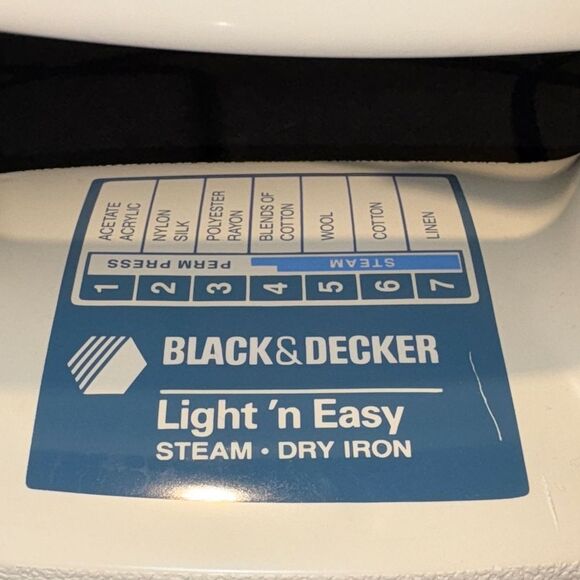 ACETATE
ACRYLIC
NYLON
SILK
POLYESTER
RAYON
BLENDS OF
COTTON
WOOL
COTTON
LINEN
PERM PRESS
STEAM
1 2 3 4 5 6 7
BLACK&DECKER
Light 'n Easy
STEAM · DRY IRON